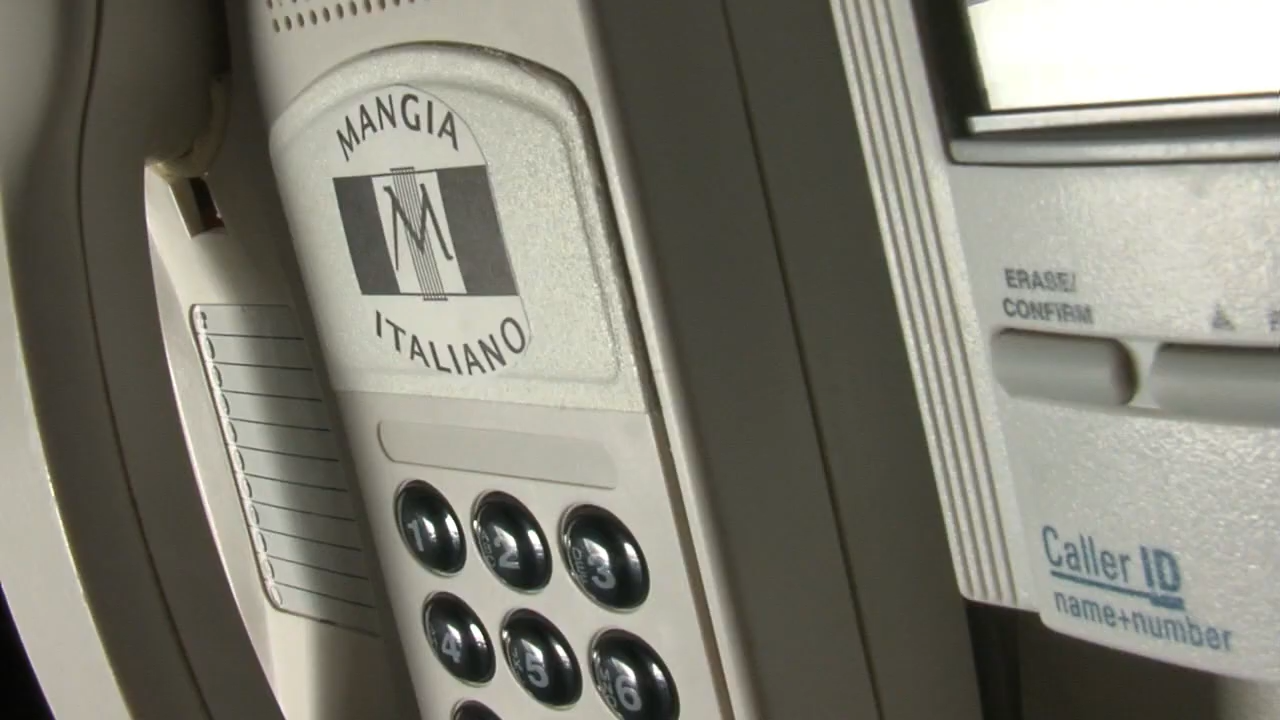 MANGIA
M
ITALIANO
1
2
3
4
5
6
ERASE/
CONFIRM
Caller ID
name+number